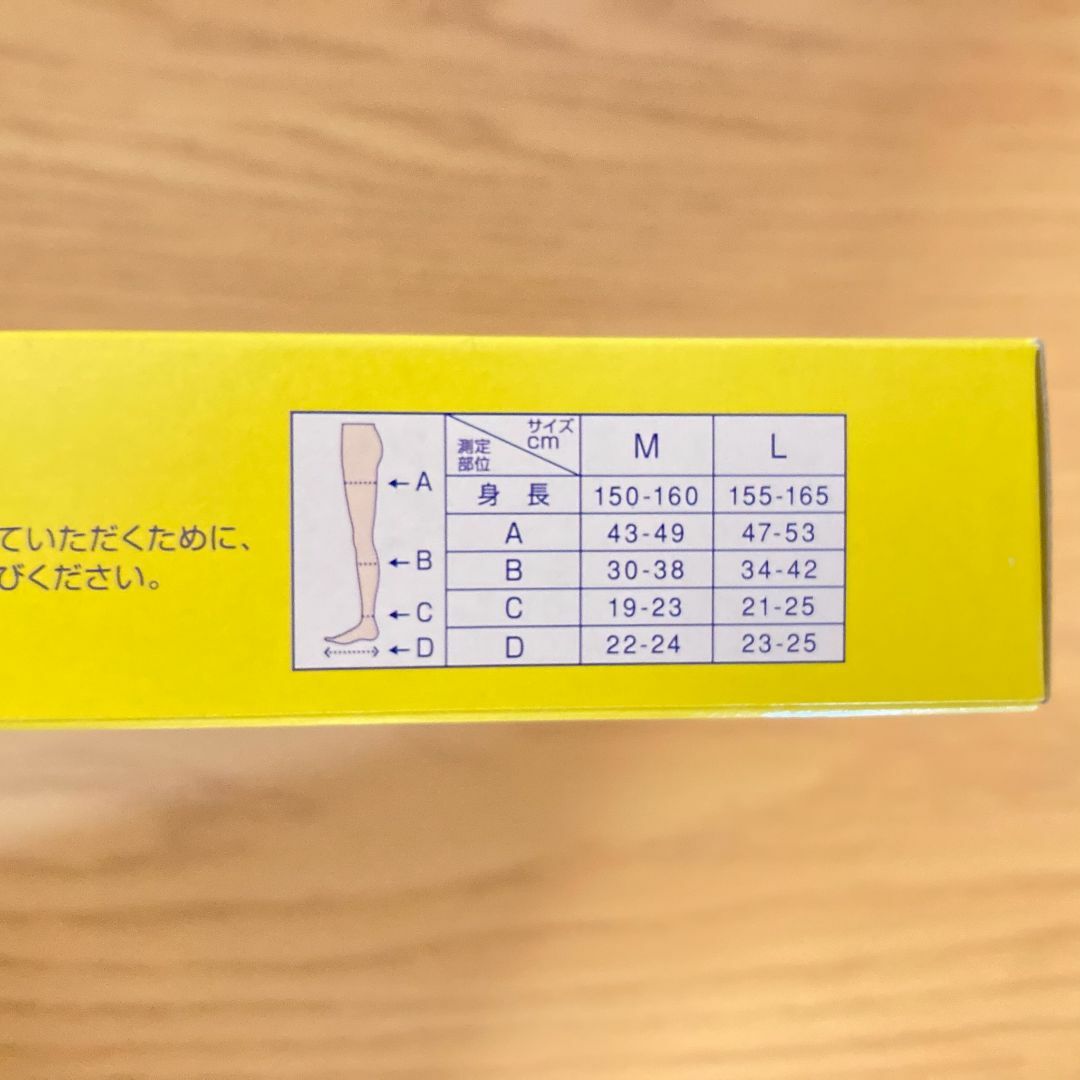 ていただくために、
びください。
←A
←B
←C
←D
サイズ
cm
測定
部位
M L
身長 150-160 155-165
A 43-49 47-53
B 30-38 34-42
C 19-23 21-25
D 22-24 23-25